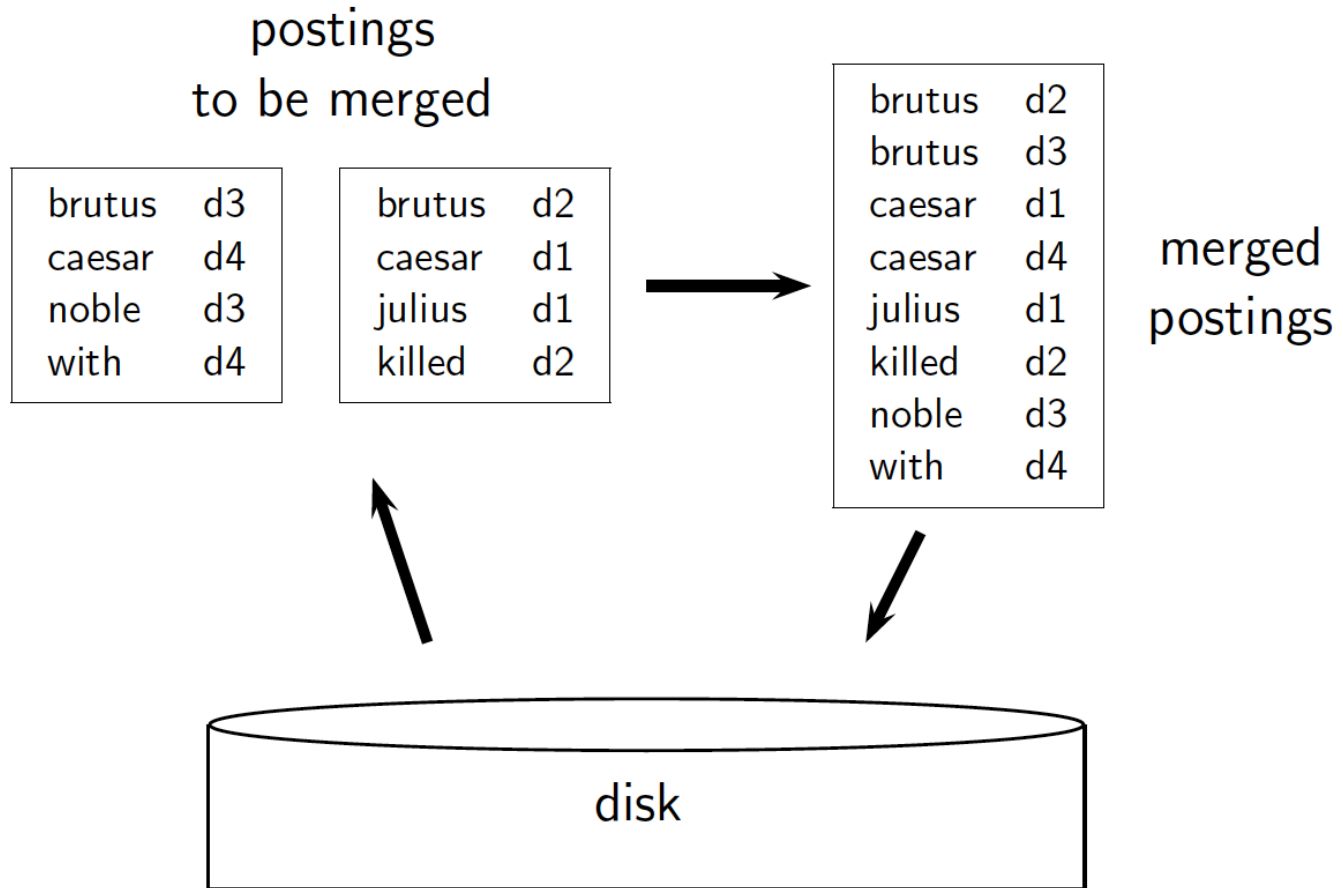 postings
to be merged
brutus d3
caesar d4
noble d3
with d4
brutus d2
caesar d1
julius d1
killed d2
brutus d2
brutus d3
caesar d1
caesar d4
julius d1
killed d2
noble d3
with d4
merged
postings
disk